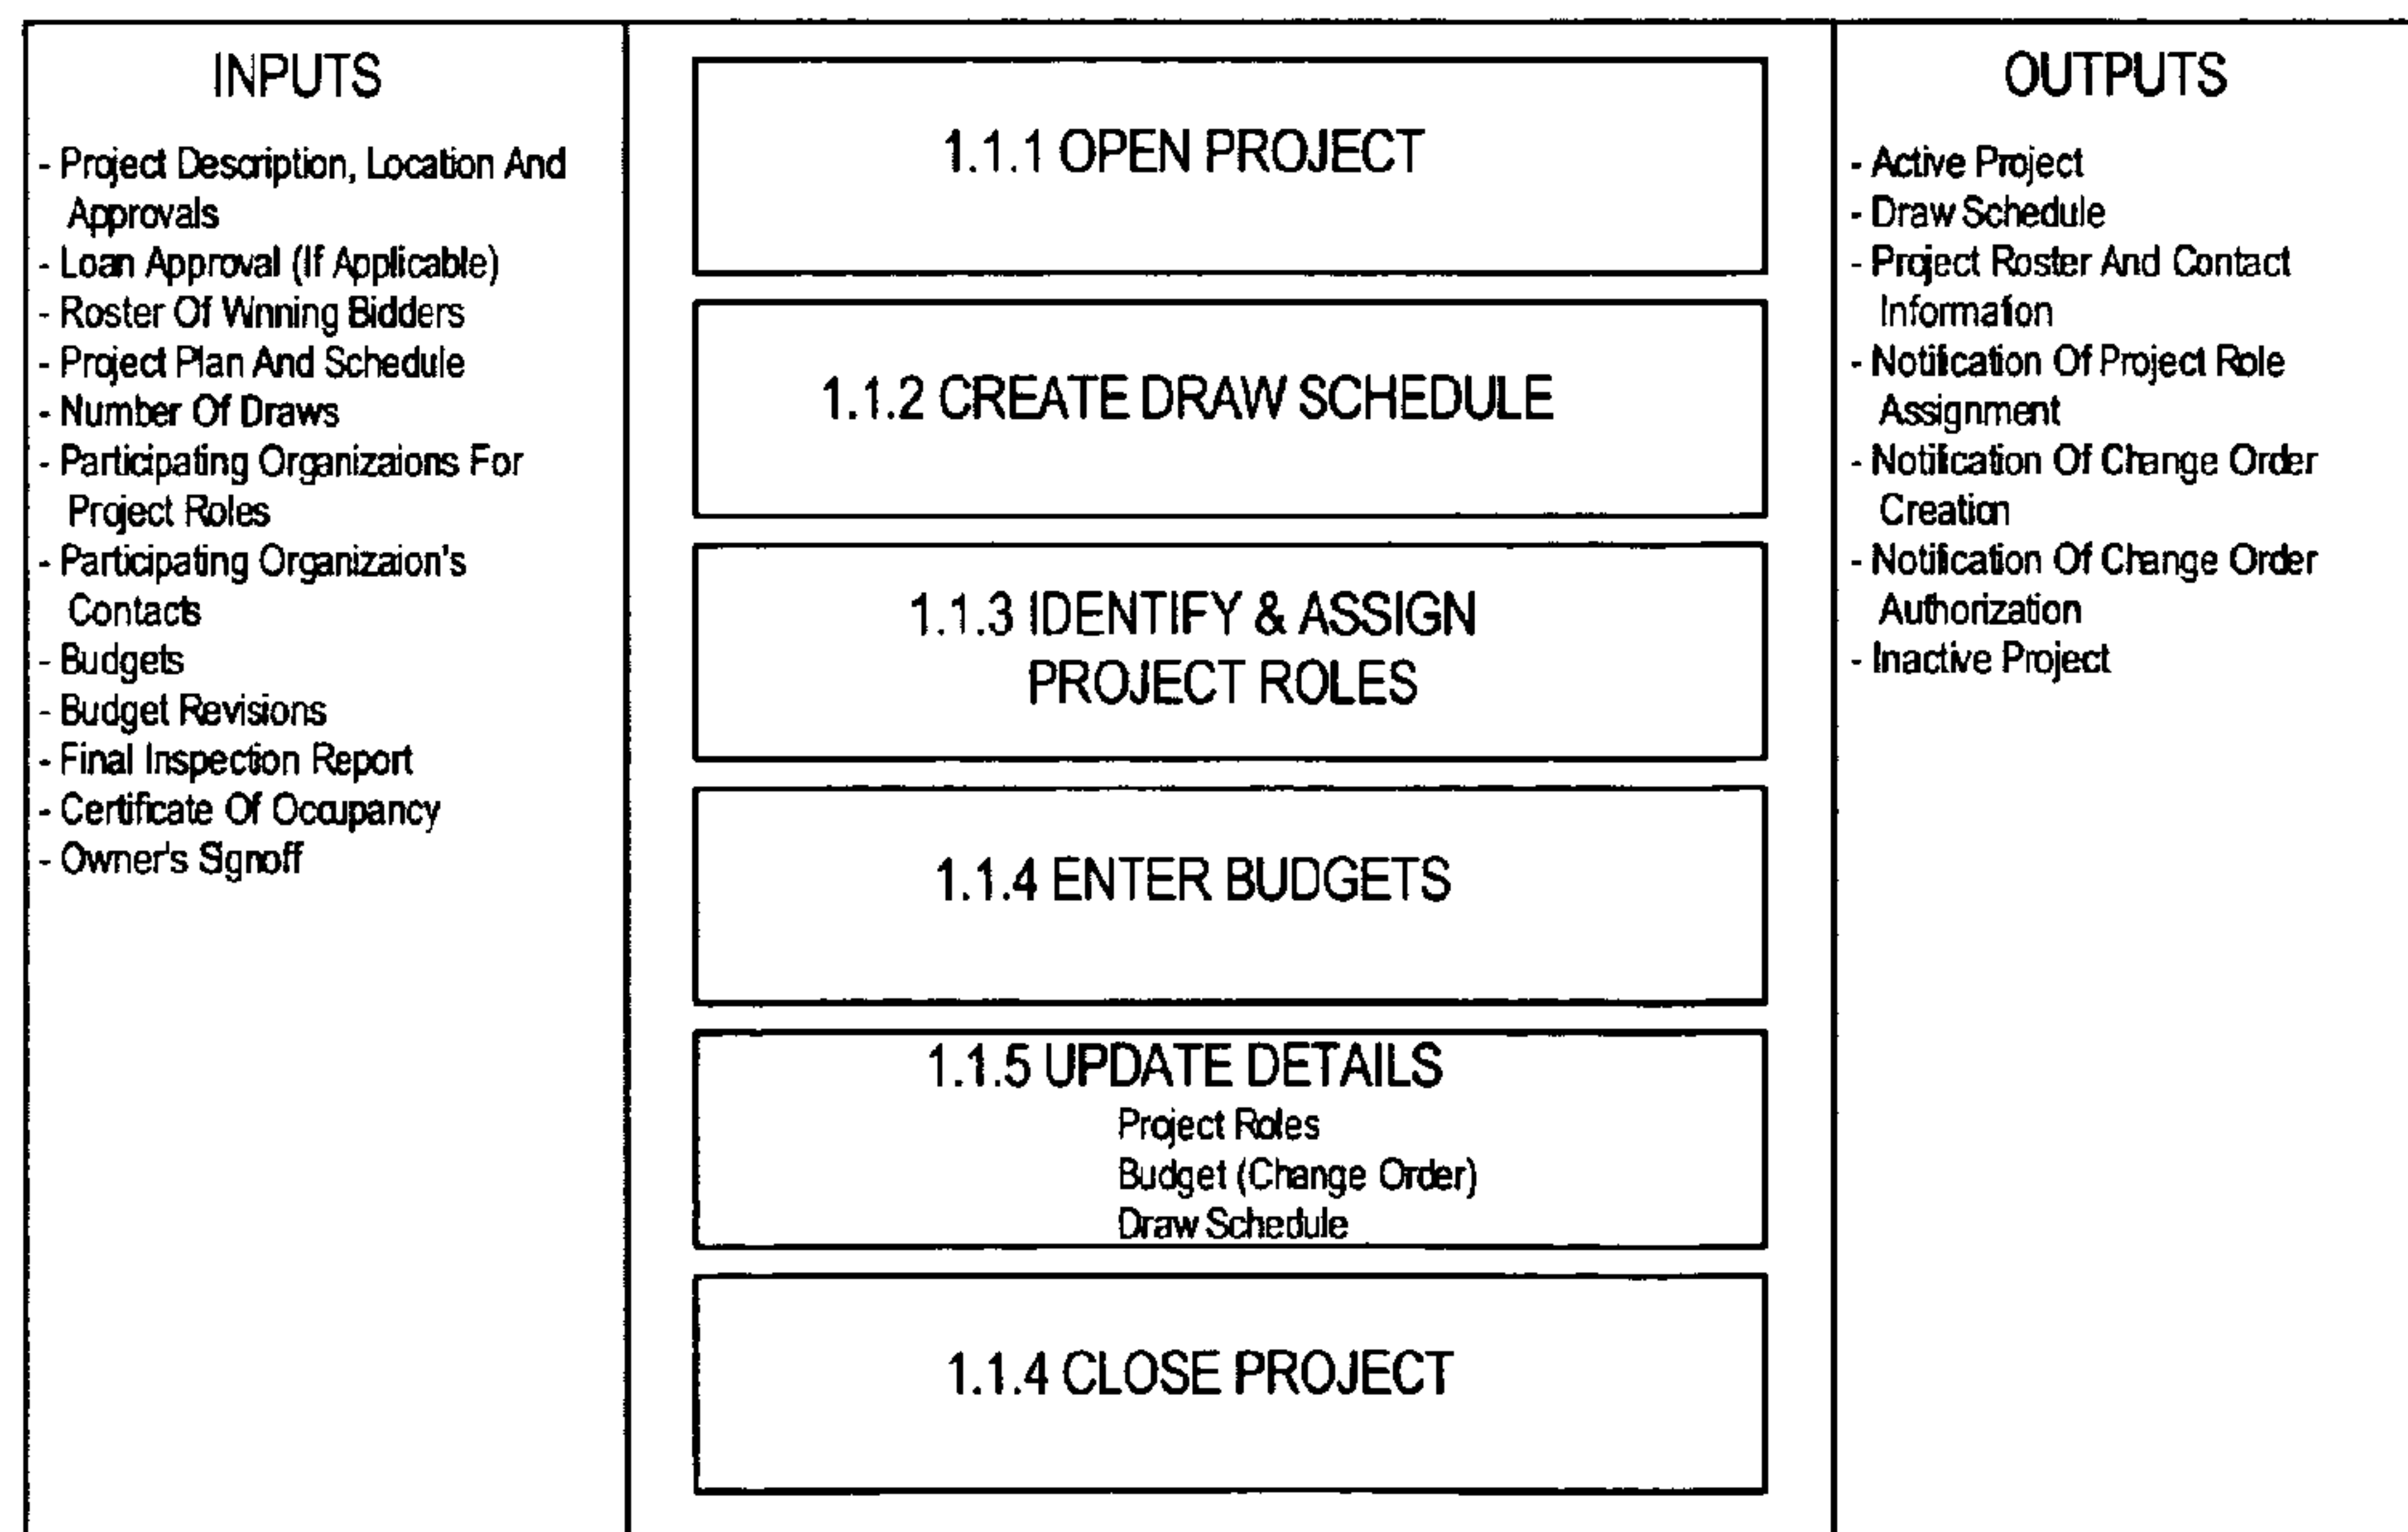 INPUTS
- Project Description, Location And
Approvals
- Loan Approval (If Applicable)
- Roster Of Winning Bidders
- Project Plan And Schedule
- Number Of Draws
- Participating Organizaions For
Project Roles
- Participating Organizaion's
Contacts
- Budgets
- Budget Revisions
- Final Inspection Report
- Certificate Of Occupancy
- Owner's Signoff
1.1.1 OPEN PROJECT
1.1.2 CREATE DRAW SCHEDULE
1.1.3 IDENTIFY & ASSIGN
PROJECT ROLES
1.1.4 ENTER BUDGETS
1.1.5 UPDATE DETAILS
Project Roles
Budget (Change Order)
Draw Schedule
1.1.4 CLOSE PROJECT
OUTPUTS
- Active Project
- Draw Schedule
- Project Roster And Contact
Information
- Notification Of Project Role
Assignment
- Notification Of Change Order
Creation
- Notification Of Change Order
Authorization
- Inactive Project